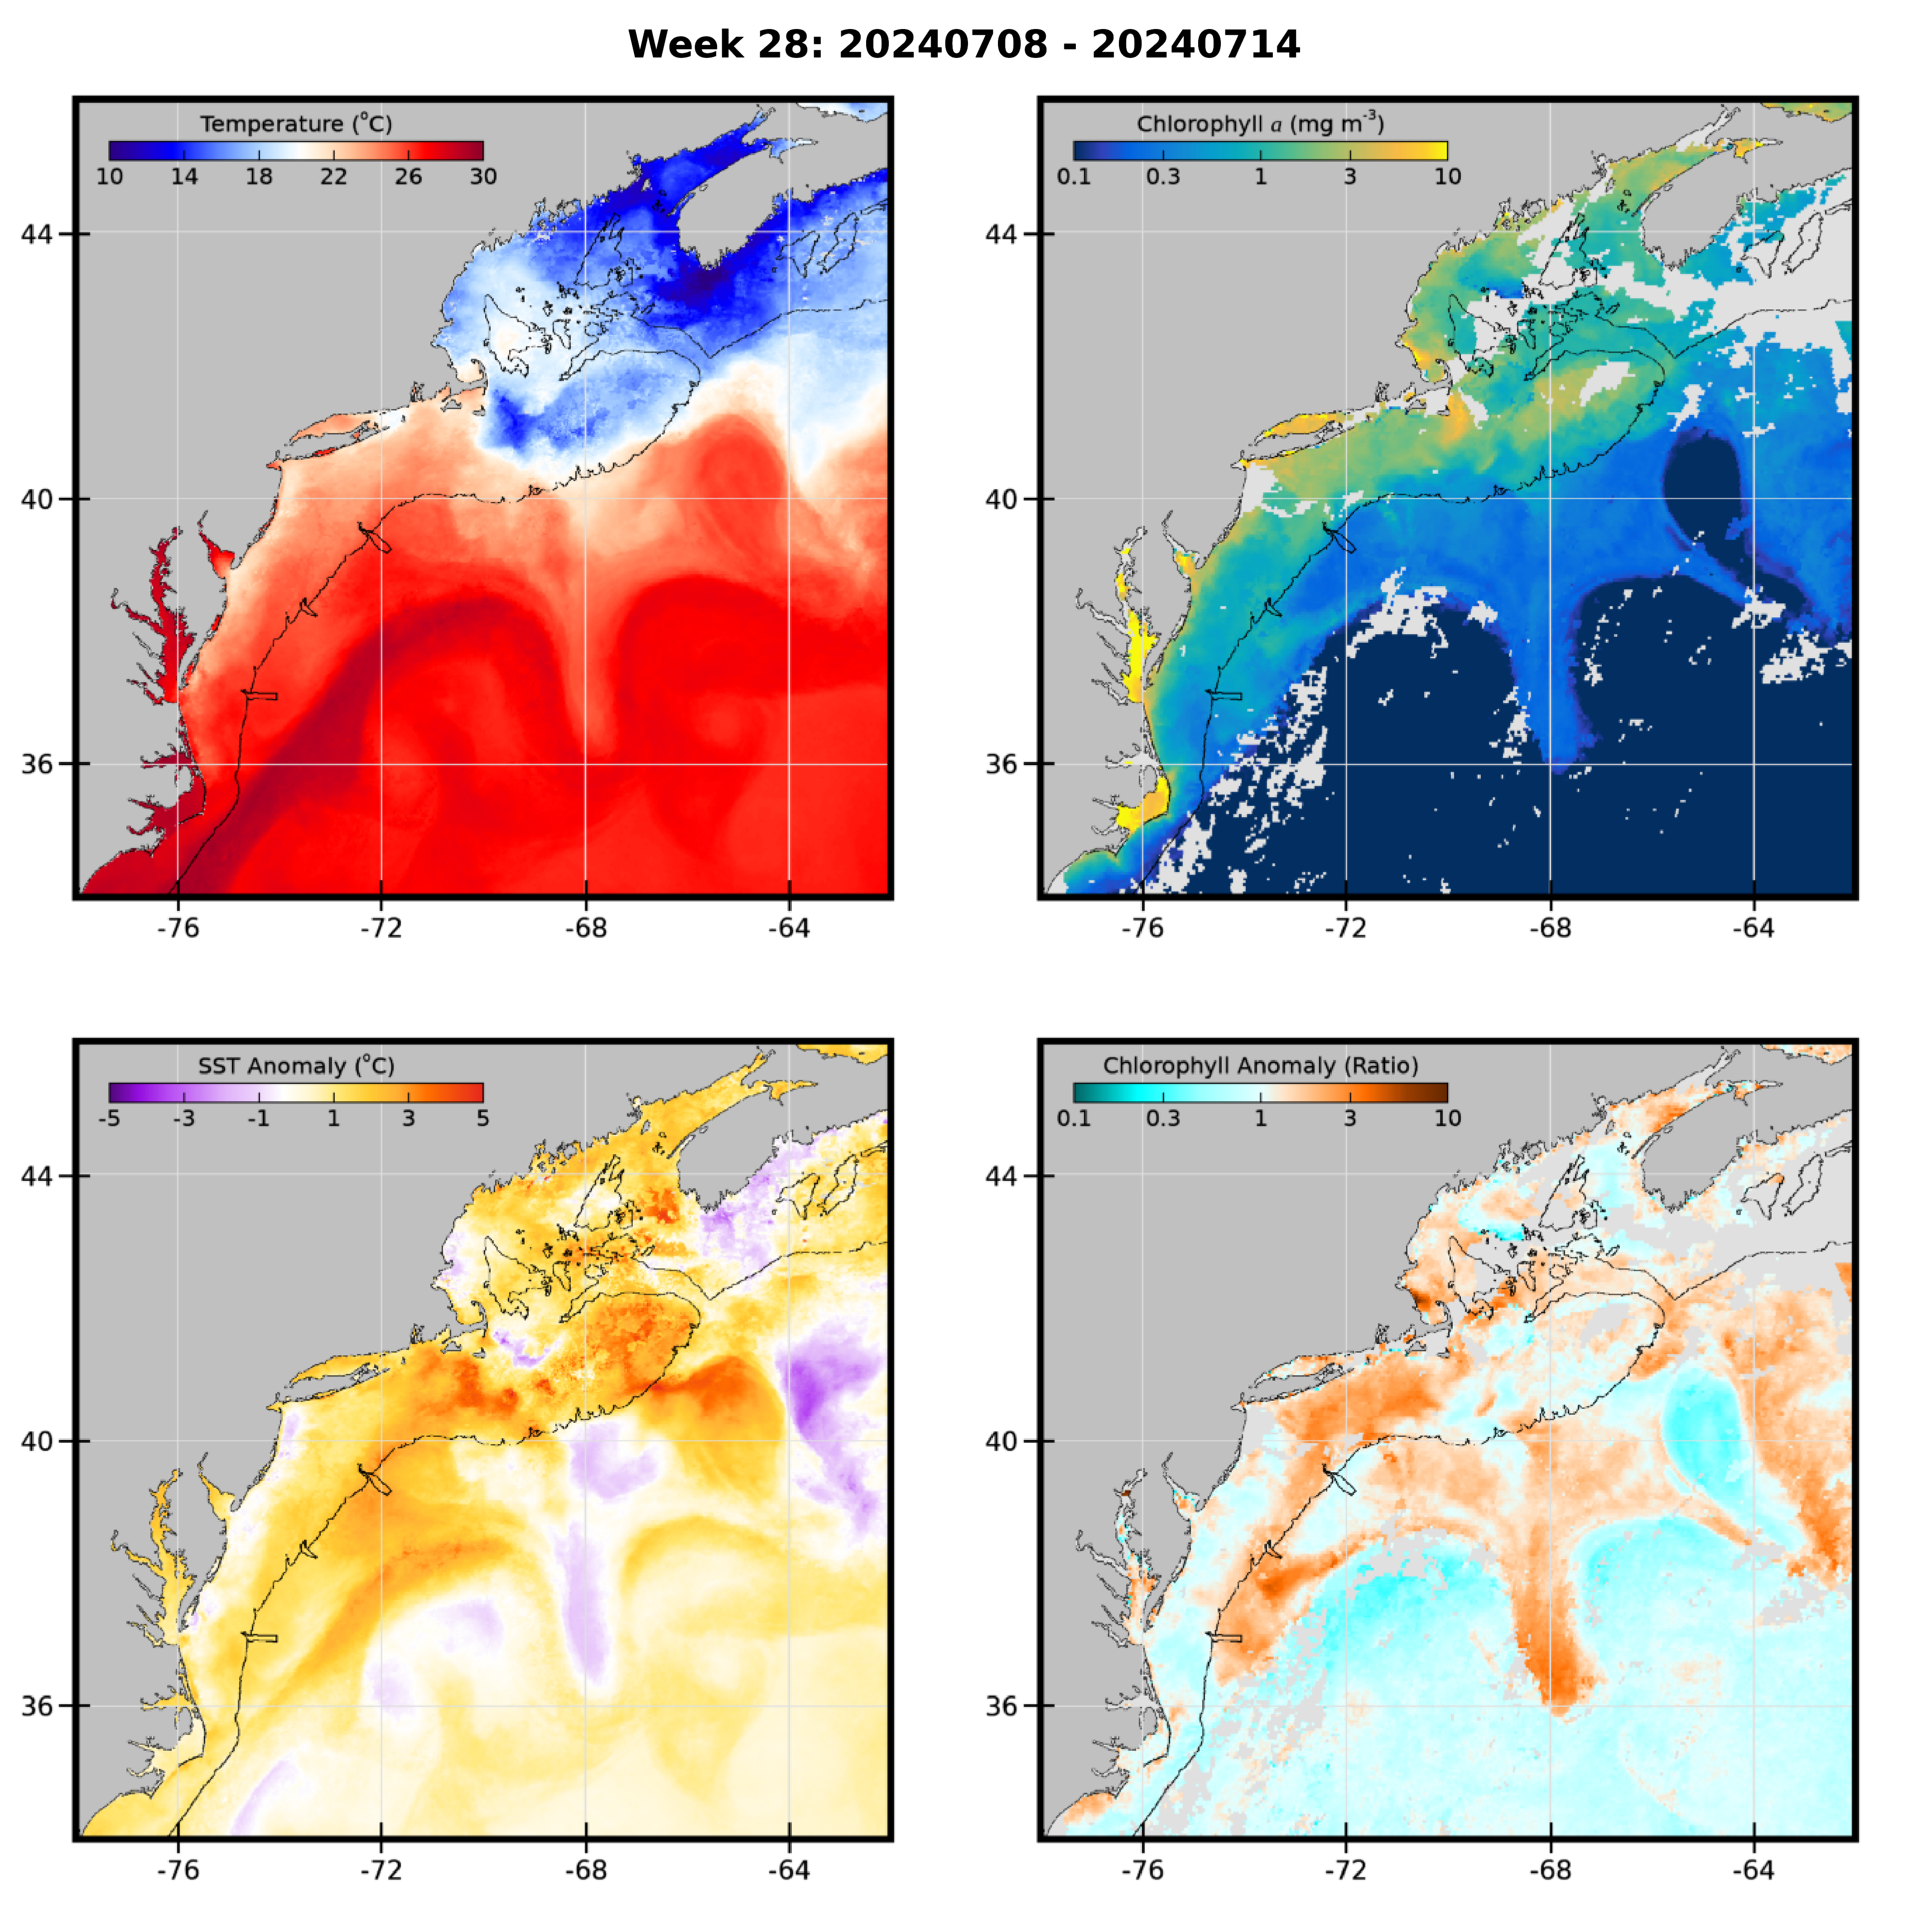 Week 28: 20240708 - 20240714
Temperature (°C)
10 14 18 22 26 30
44
40
36
-76 -72 -68 -64
Chlorophyll a (mg m⁻³)
0.1 0.3 1 3 10
44
40
36
-76 -72 -68 -64
SST Anomaly (°C)
-5 -3 -1 1 3 5
44
40
36
-76 -72 -68 -64
Chlorophyll Anomaly (Ratio)
0.1 0.3 1 3 10
44
40
36
-76 -72 -68 -64